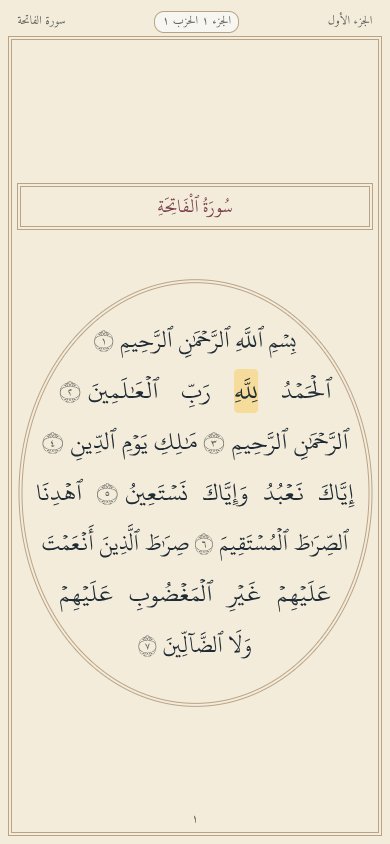 الجزء الأول
الجزء ١ الحزب ١
سورة الفاتحة
سُورَةُ ٱلْفَاتِحَةِ
بِسْمِ ٱللَّهِ ٱلرَّحْمَٰنِ ٱلرَّحِيمِ ١
ٱلْحَمْدُ لِلَّهِ رَبِّ ٱلْعَٰلَمِينَ ٢
ٱلرَّحْمَٰنِ ٱلرَّحِيمِ ٣ مَٰلِكِ يَوْمِ ٱلدِّينِ ٤
إِيَّاكَ نَعْبُدُ وَإِيَّاكَ نَسْتَعِينُ ٥ ٱهْدِنَا
ٱلصِّرَٰطَ ٱلْمُسْتَقِيمَ ٦ صِرَٰطَ ٱلَّذِينَ أَنْعَمْتَ
عَلَيْهِمْ غَيْرِ ٱلْمَغْضُوبِ عَلَيْهِمْ
وَلَا ٱلضَّآلِّينَ ٧
١